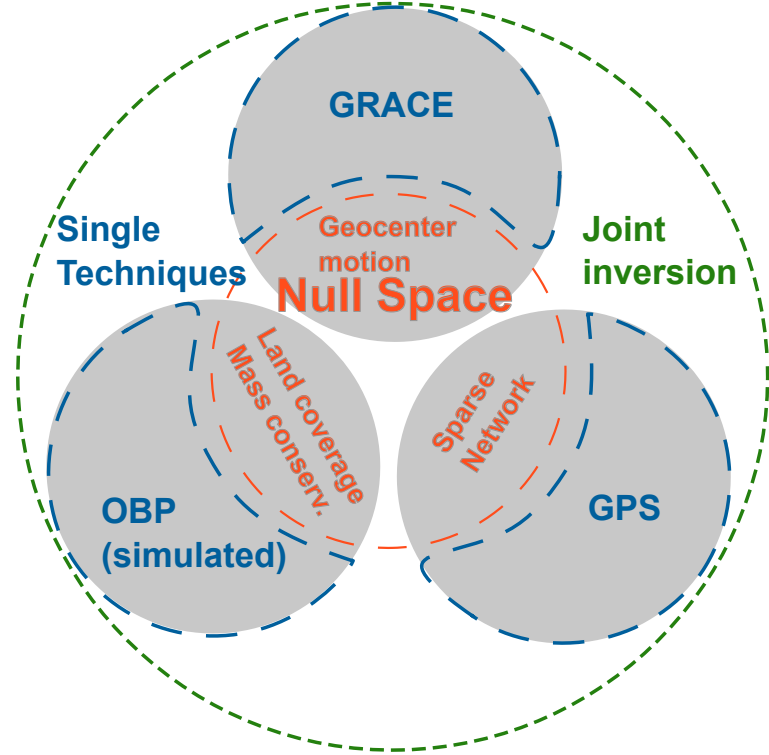 GRACE
Single
Techniques
Geocenter
motion
Null Space
Joint
inversion
Land coverage
Mass conserv.
Sparse
Network
OBP
(simulated)
GPS